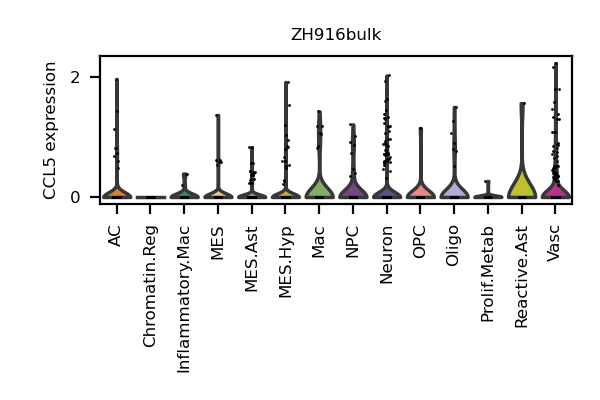 ZH916bulk
CCL5 expression
2
0
AC
Chromatin.Reg
Inflammatory.Mac
MES
MES.Ast
MES.Hyp
Mac
NPC
Neuron
OPC
Oligo
Prolif.Metab
Reactive.Ast
Vasc